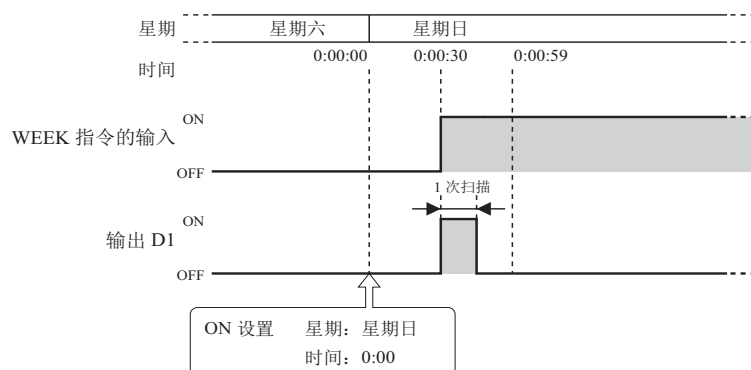 星期 星期六 星期日
时间 0:00:00 0:00:30 0:00:59
WEEK 指令的输入 ON
OFF
1 次扫描
输出 D1 ON
OFF
ON 设置 星期：星期日
时间：0:00